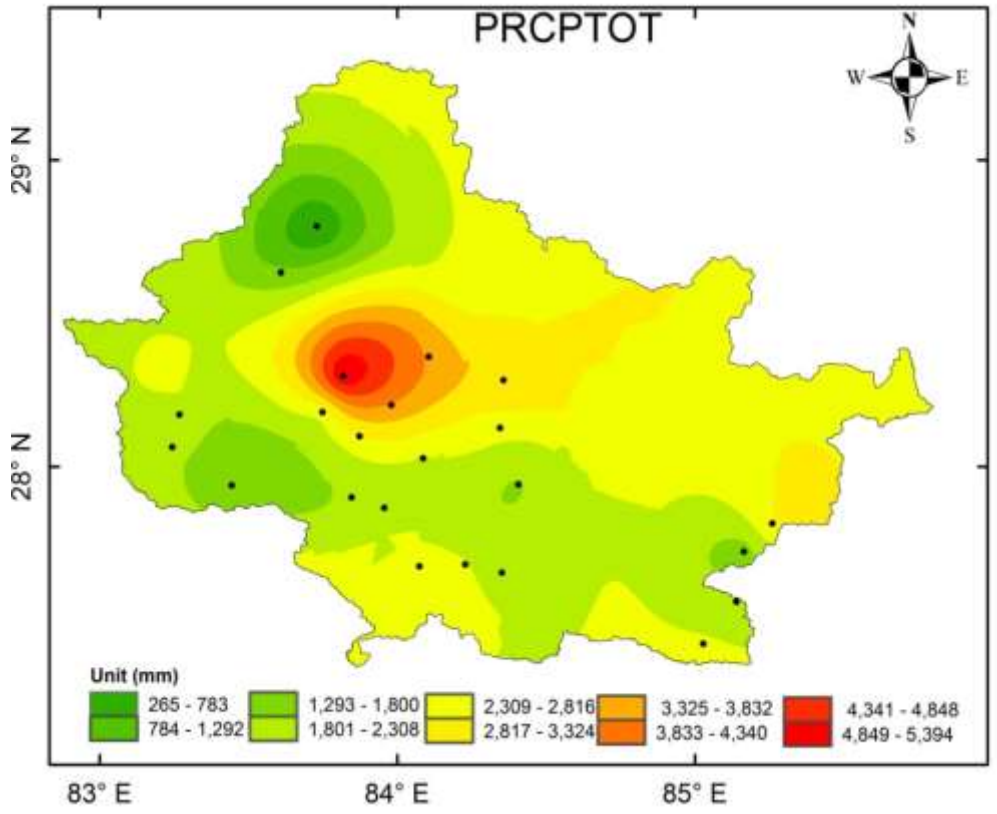 PRCPTOT
N
W E
S
29° N
28° N
Unit (mm)
265 - 783 1,293 - 1,800 2,309 - 2,816 3,325 - 3,832 4,341 - 4,848
784 - 1,292 1,801 - 2,308 2,817 - 3,324 3,833 - 4,340 4,849 - 5,394
83° E 84° E 85° E